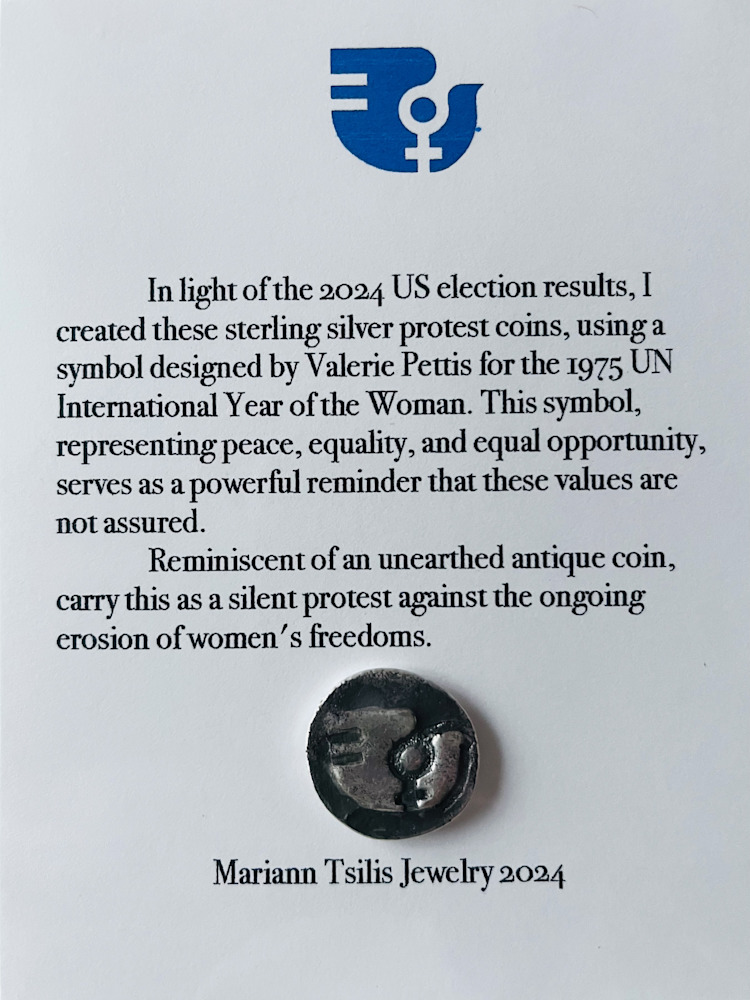 In light of the 2024 US election results, I
created these sterling silver protest coins, using a
symbol designed by Valerie Pettis for the 1975 UN
International Year of the Woman. This symbol,
representing peace, equality, and equal opportunity,
serves as a powerful reminder that these values are
not assured.
Reminiscent of an unearthed antique coin,
carry this as a silent protest against the ongoing
erosion of women's freedoms.
Mariann Tsilis Jewelry 2024